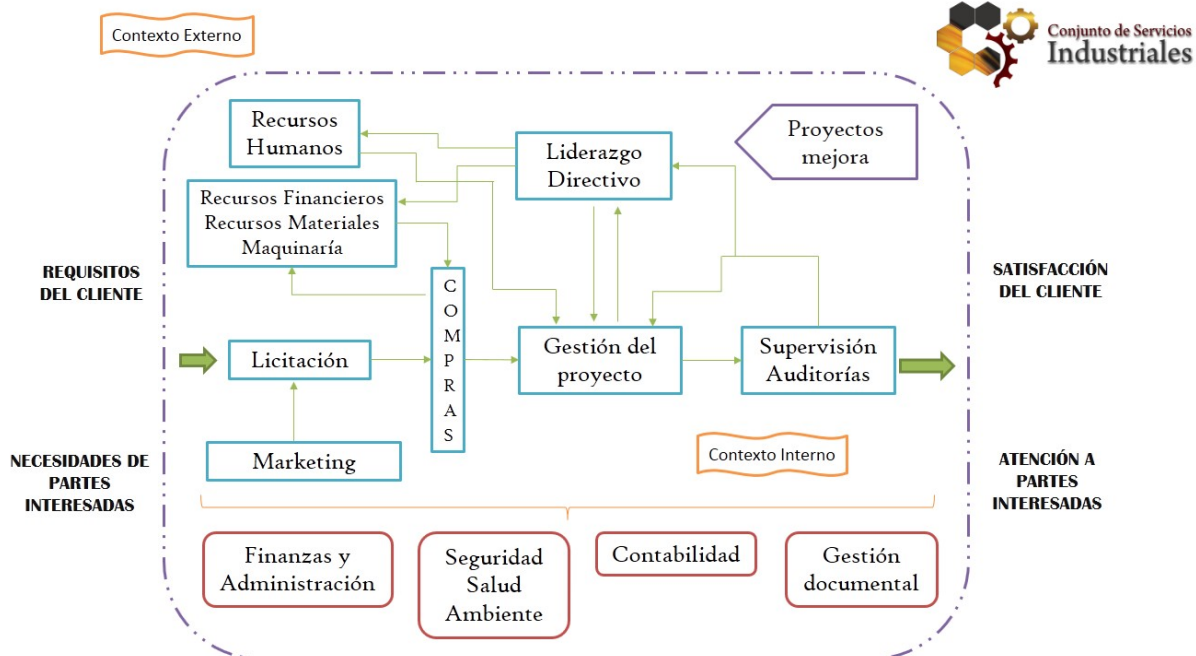 Contexto Externo
Conjunto de Servicios
Industriales
Recursos
Humanos
Liderazgo
Directivo
Proyectos
mejora
Recursos Financieros
Recursos Materiales
Maquinaría
REQUISITOS
DEL CLIENTE
COMPRAS
SATISFACCIÓN
DEL CLIENTE
Licitación
Gestión del
proyecto
Supervisión
Auditorías
Marketing
Contexto Interno
NECESIDADES DE
PARTES
INTERESADAS
ATENCIÓN A
PARTES
INTERESADAS
Finanzas y
Administración
Seguridad
Salud
Ambiente
Contabilidad
Gestión
documental